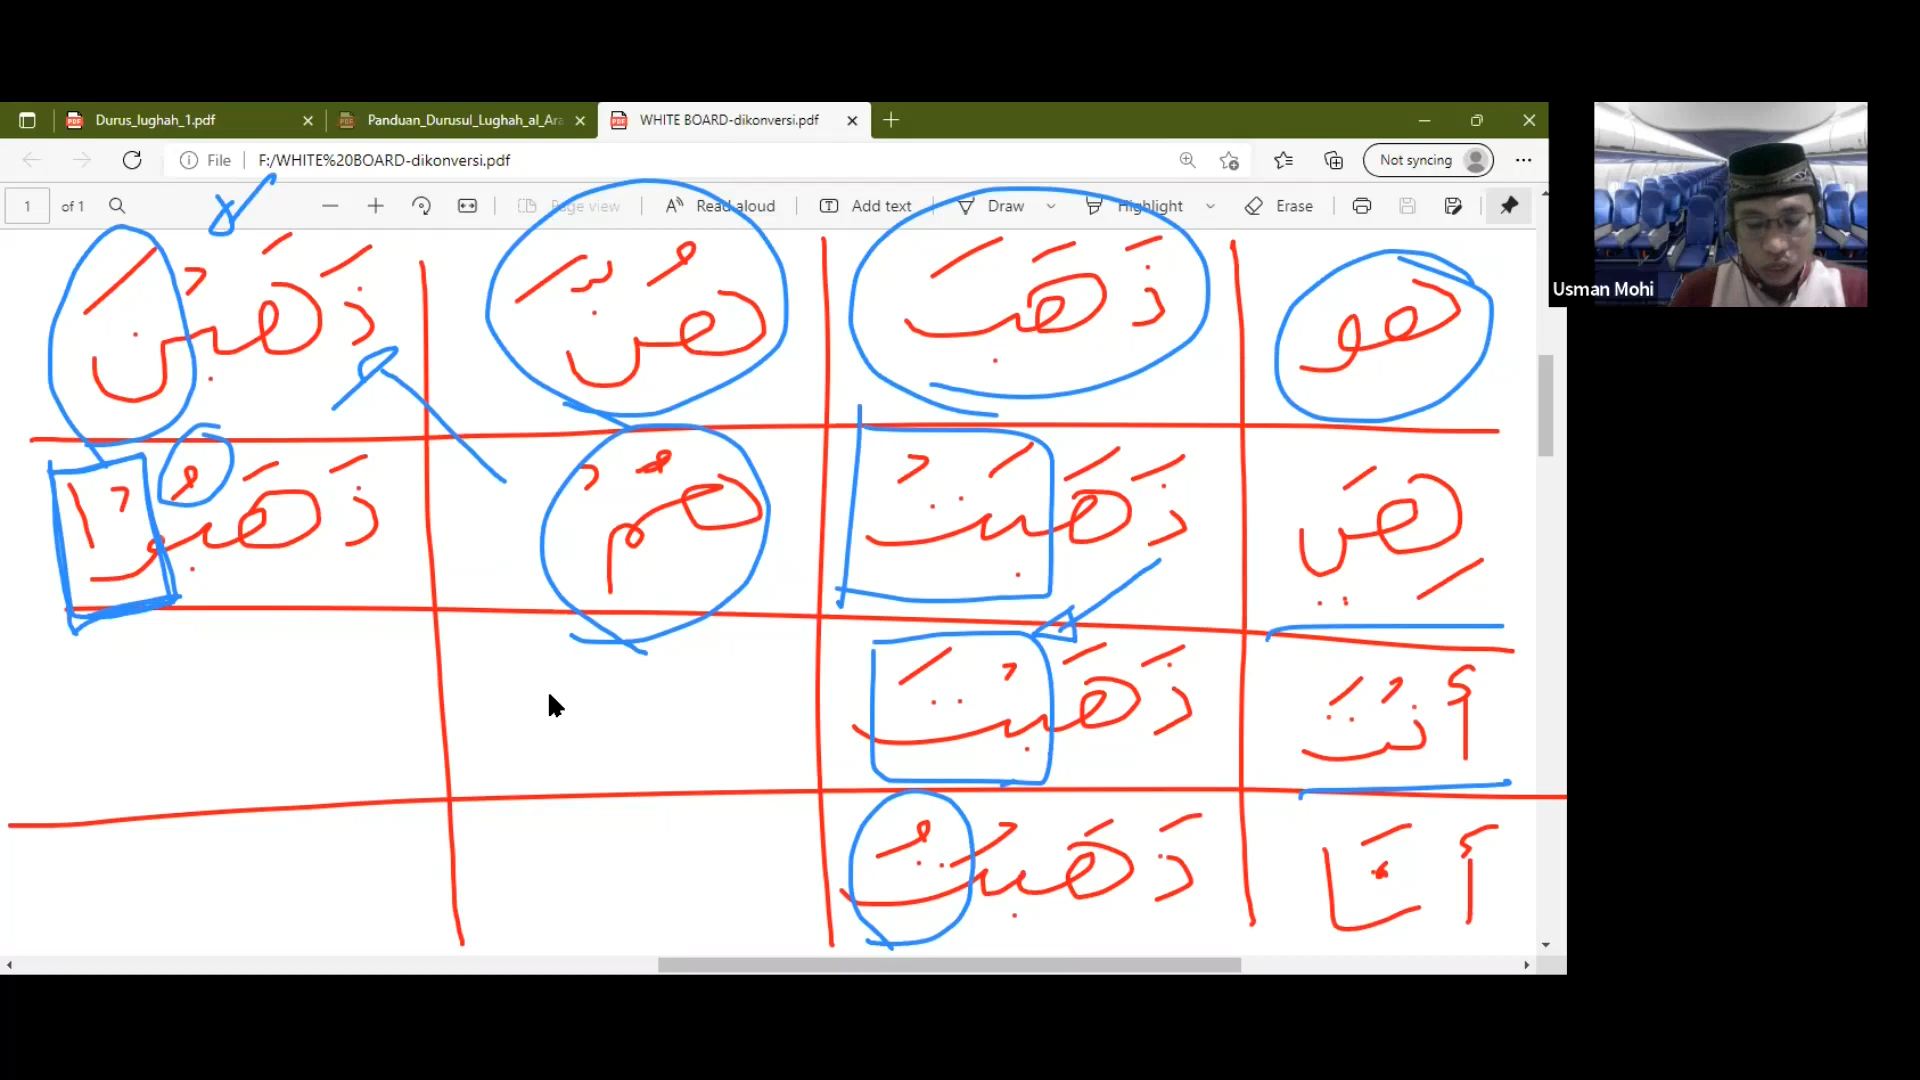 Durus_lughah_1.pdf
Panduan_Durusul_Lughah_al_Ara
WHITE BOARD-dikonversi.pdf
File
F:/WHITE%20BOARD-dikonversi.pdf
Not syncing
1 of 1
Page view
Read aloud
Add text
Draw
Highlight
Erase
هو ذَهَبَ هُنَّ ذَهَبْنَ
هِيَ ذَهَبَتْ هُمْ ذَهَبُوْا
أَنْتَ ذَهَبْتَ
أَنَا ذَهَبْتُ
Usman Mohi